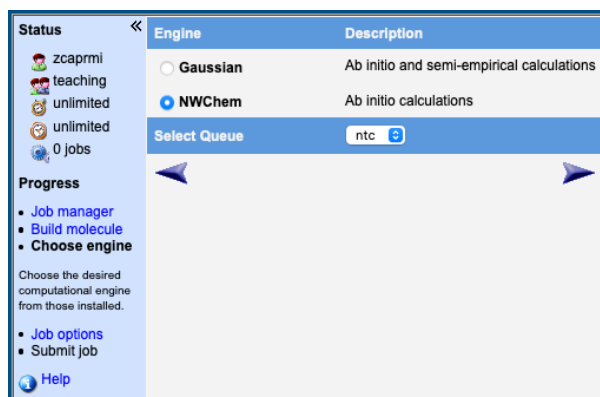 Status «
zcaprmi
teaching
unlimited
unlimited
0 jobs
Progress
Job manager
Build molecule
Choose engine
Choose the desired
computational engine
from those installed.
Job options
Submit job
Help
Engine Description
Gaussian Ab initio and semi-empirical calculations
NWChem Ab initio calculations
Select Queue ntc